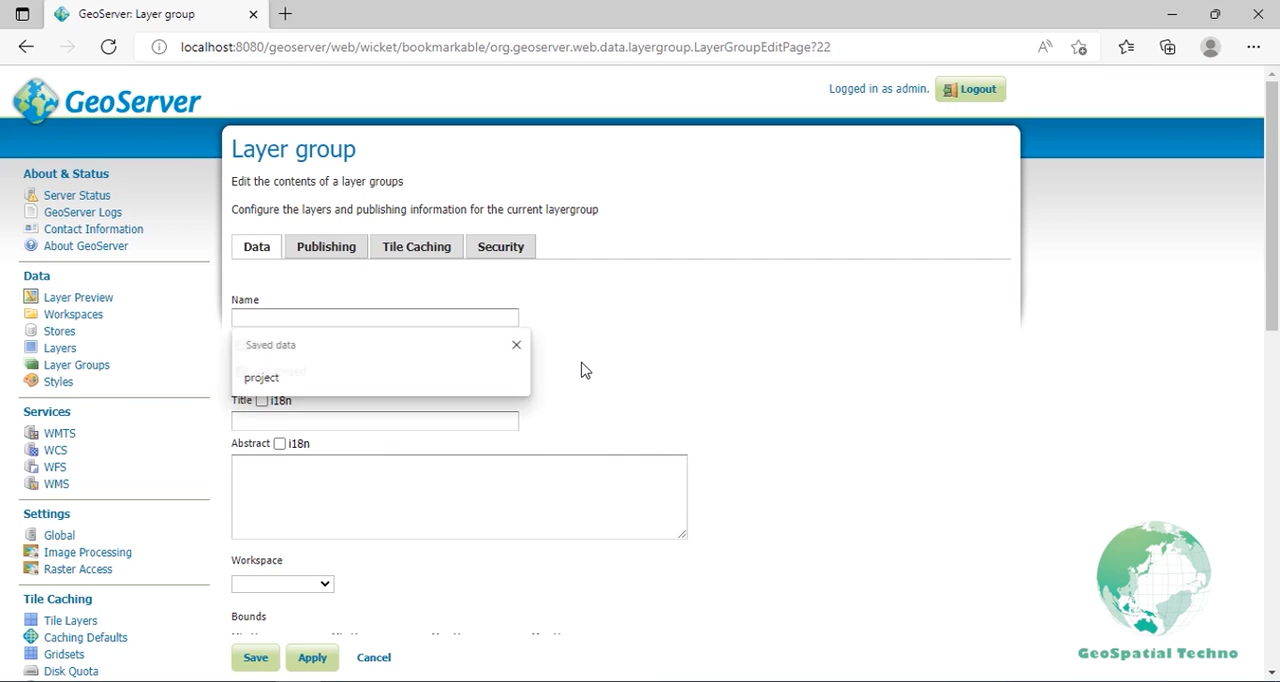 GeoServer: Layer group
localhost:8080/geoserver/web/wicket/bookmarkable/org.geoserver.web.data.layergroup.LayerGroupEditPage?22
GeoServer
Logged in as admin.
Logout
About & Status
Server Status
GeoServer Logs
Contact Information
About GeoServer
Data
Layer Preview
Workspaces
Stores
Layers
Layer Groups
Styles
Services
WMTS
WCS
WFS
WMS
Settings
Global
Image Processing
Raster Access
Tile Caching
Tile Layers
Caching Defaults
Gridsets
Disk Quota
Layer group
Edit the contents of a layer groups
Configure the layers and publishing information for the current layergroup
Data Publishing Tile Caching Security
Name
Saved data
project
Title i18n
Abstract i18n
Workspace
Bounds
Save Apply Cancel
GeoSpatial Techno